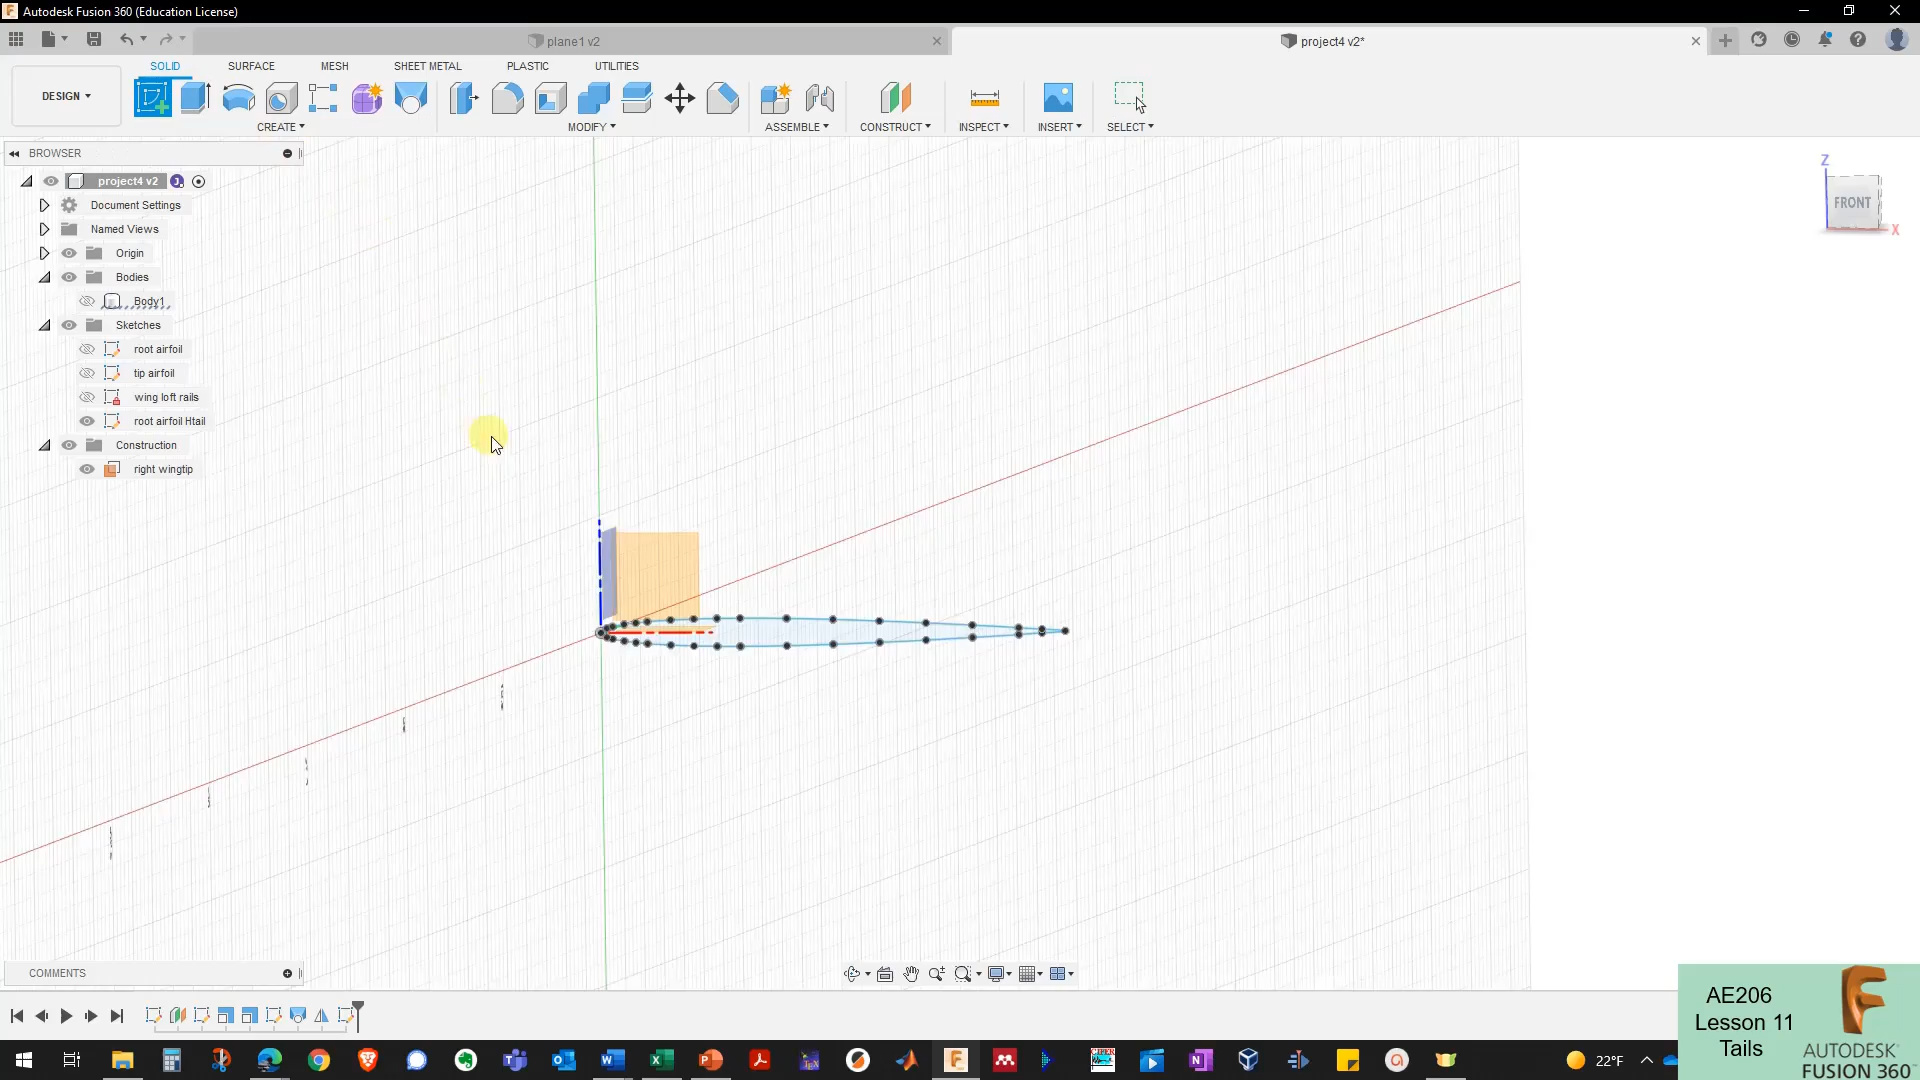 Autodesk Fusion 360 (Education License)
plane1 v2
project4 v2*
SOLID
SURFACE
MESH
SHEET METAL
PLASTIC
UTILITIES
DESIGN
CREATE
MODIFY
ASSEMBLE
CONSTRUCT
INSPECT
INSERT
SELECT
BROWSER
project4 v2
Document Settings
Named Views
Origin
Bodies
Body1
Sketches
root airfoil
tip airfoil
wing loft rails
root airfoil Htail
Construction
right wingtip
Z
FRONT
X
COMMENTS
AE206
Lesson 11
Tails
AUTODESK
FUSION 360
22°F